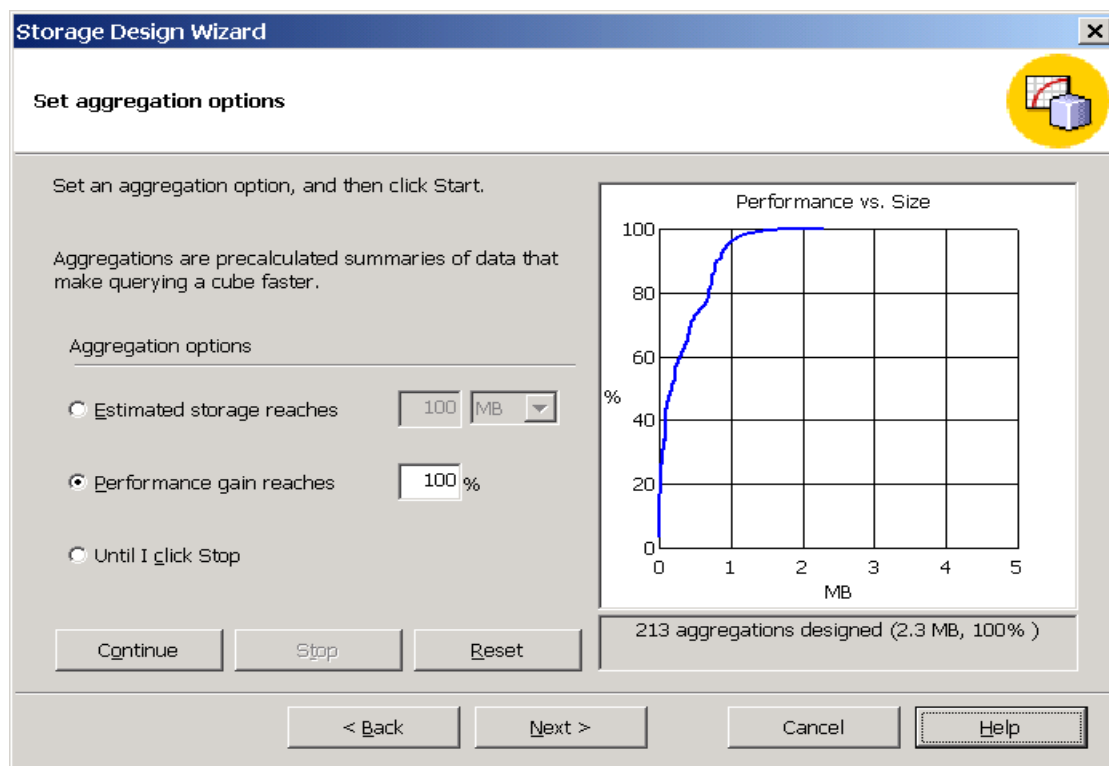 Storage Design Wizard
Set aggregation options
Set an aggregation option, and then click Start.
Aggregations are precalculated summaries of data that
make querying a cube faster.
Aggregation options
Estimated storage reaches 100 MB
Performance gain reaches 100 %
Until I click Stop
Continue Stop Reset
Performance vs. Size
100
80
60
%
40
20
0
0 1 2 3 4 5
MB
213 aggregations designed (2.3 MB, 100% )
< Back Next > Cancel Help